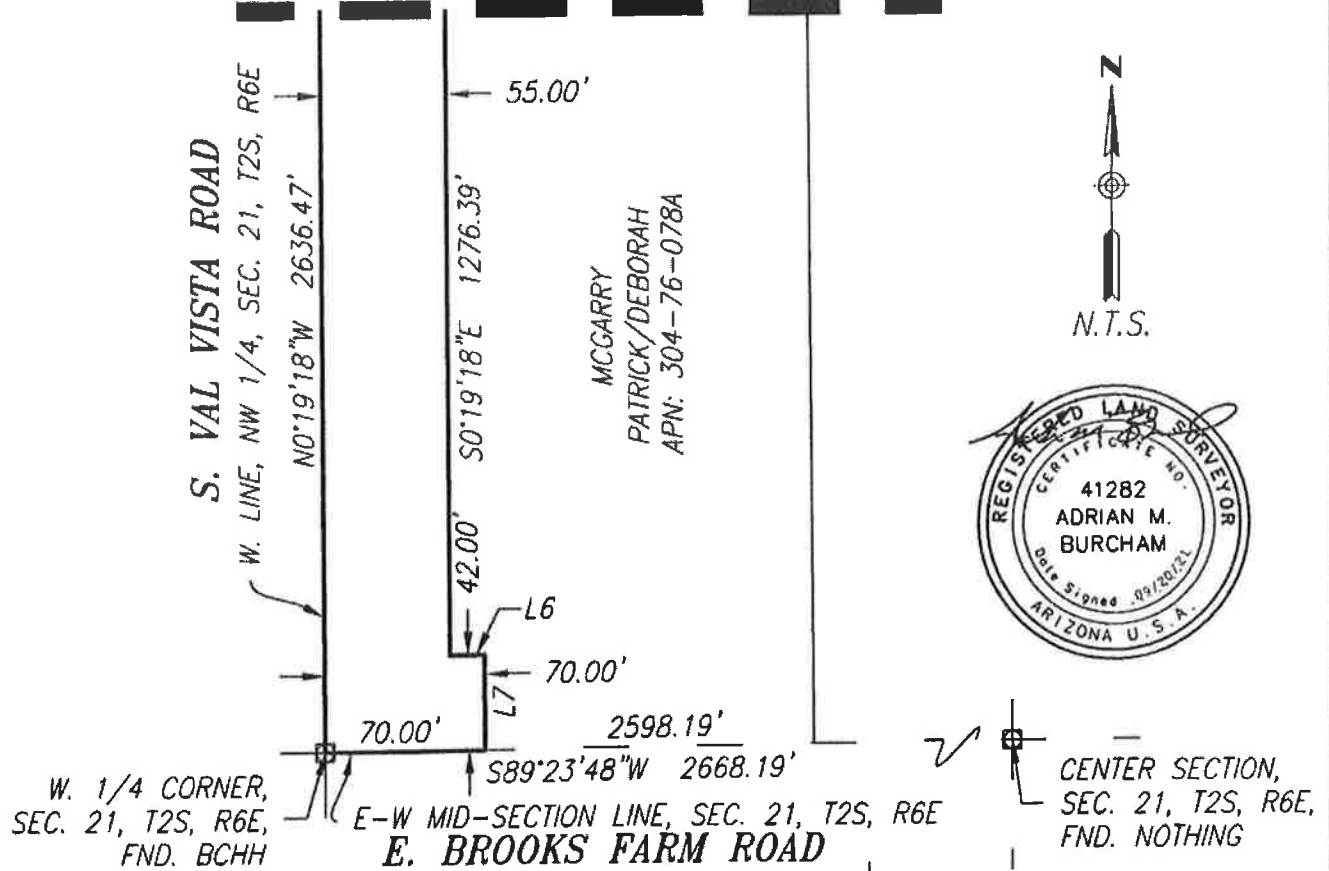 S. VAL VISTA ROAD
W. LINE, NW 1/4, SEC. 21, T2S, R6E
N0°19'18"W 2636.47'
55.00'
S0°19'18"E 1276.39'
MCGARRY
PATRICK/DEBORAH
APN: 304-76-078A
N
N.T.S.
REGISTERED LAND SURVEYOR
CERTIFICATE NO.
41282
ADRIAN M.
BURCHAM
Date Signed
ARIZONA U.S.A.
42.00'
L6
70.00'
L7
70.00'
2598.19'
S89°23'48"W 2668.19'
W. 1/4 CORNER,
SEC. 21, T2S, R6E,
FND. BCHH
E-W MID-SECTION LINE, SEC. 21, T2S, R6E
E. BROOKS FARM ROAD
CENTER SECTION,
SEC. 21, T2S, R6E,
FND. NOTHING